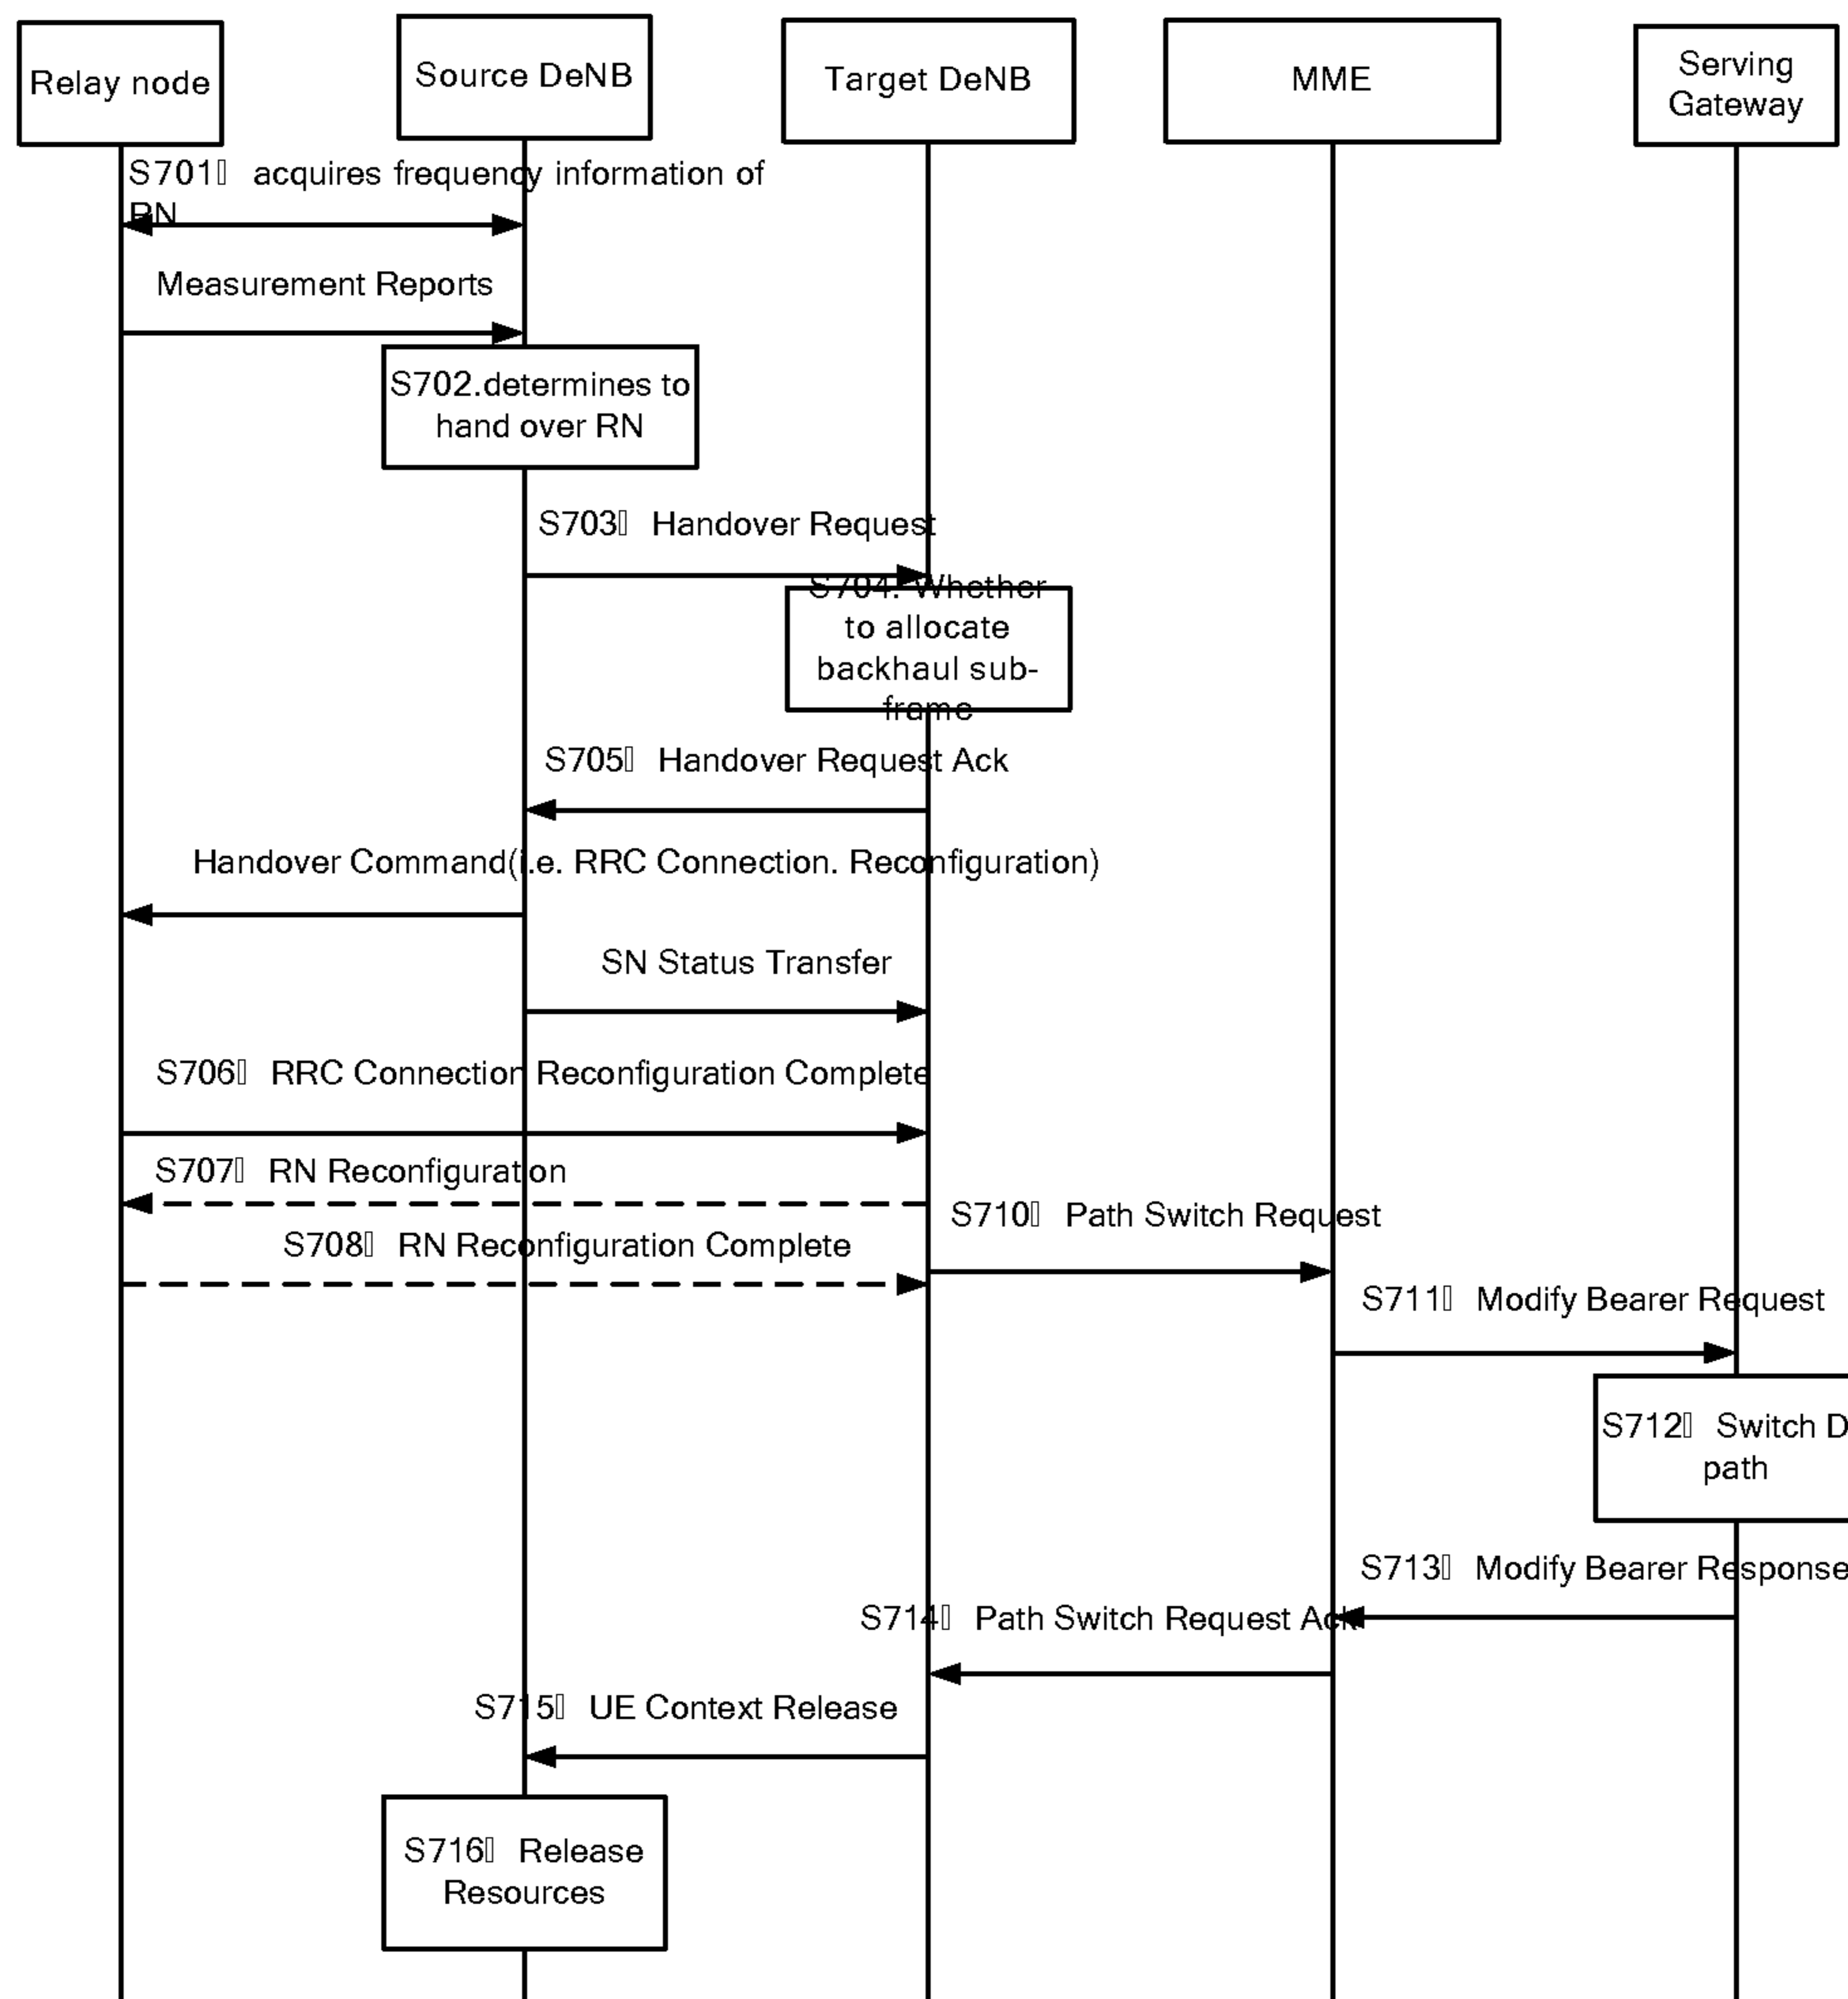 Relay node
Source DeNB
Target DeNB
MME
Serving
Gateway
S701▯ acquires frequency information of
RN
Measurement Reports
S702.determines to
hand over RN
S703▯ Handover Request
S704. Whether
to allocate
backhaul sub-
frame
S705▯ Handover Request Ack
Handover Command(i.e. RRC Connection. Reconfiguration)
SN Status Transfer
S706▯ RRC Connection Reconfiguration Complete
S707▯ RN Reconfiguration
S710▯ Path Switch Request
S708▯ RN Reconfiguration Complete
S711▯ Modify Bearer Request
S712▯ Switch D
path
S713▯ Modify Bearer Response
S714▯ Path Switch Request Ack
S715▯ UE Context Release
S716▯ Release
Resources